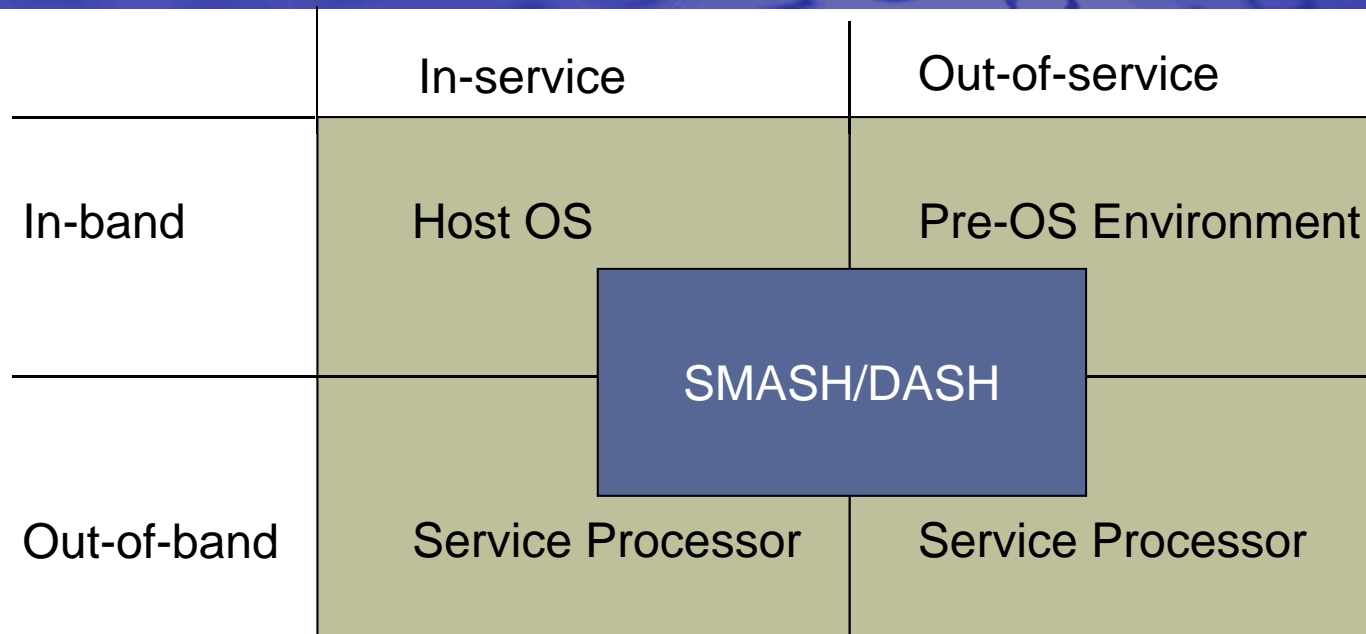 In-service
Out-of-service
In-band
Host OS
Pre-OS Environment
SMASH/DASH
Out-of-band
Service Processor
Service Processor